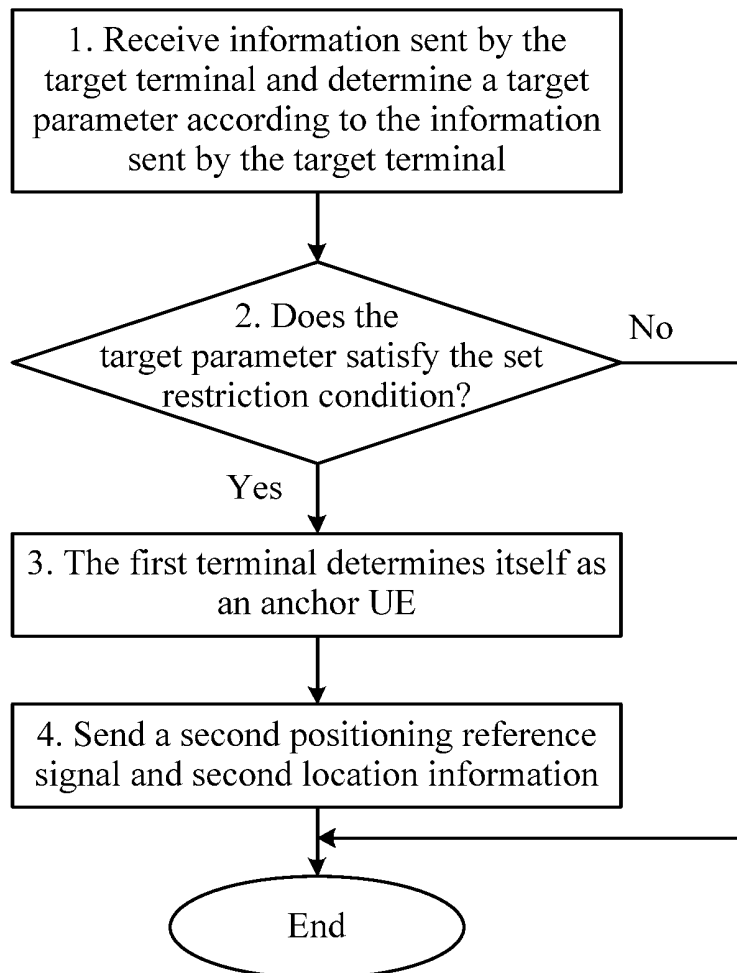 1. Receive information sent by the
target terminal and determine a target
parameter according to the information
sent by the target terminal
2. Does the
target parameter satisfy the set
restriction condition?
No
Yes
3. The first terminal determines itself as
an anchor UE
4. Send a second positioning reference
signal and second location information
End